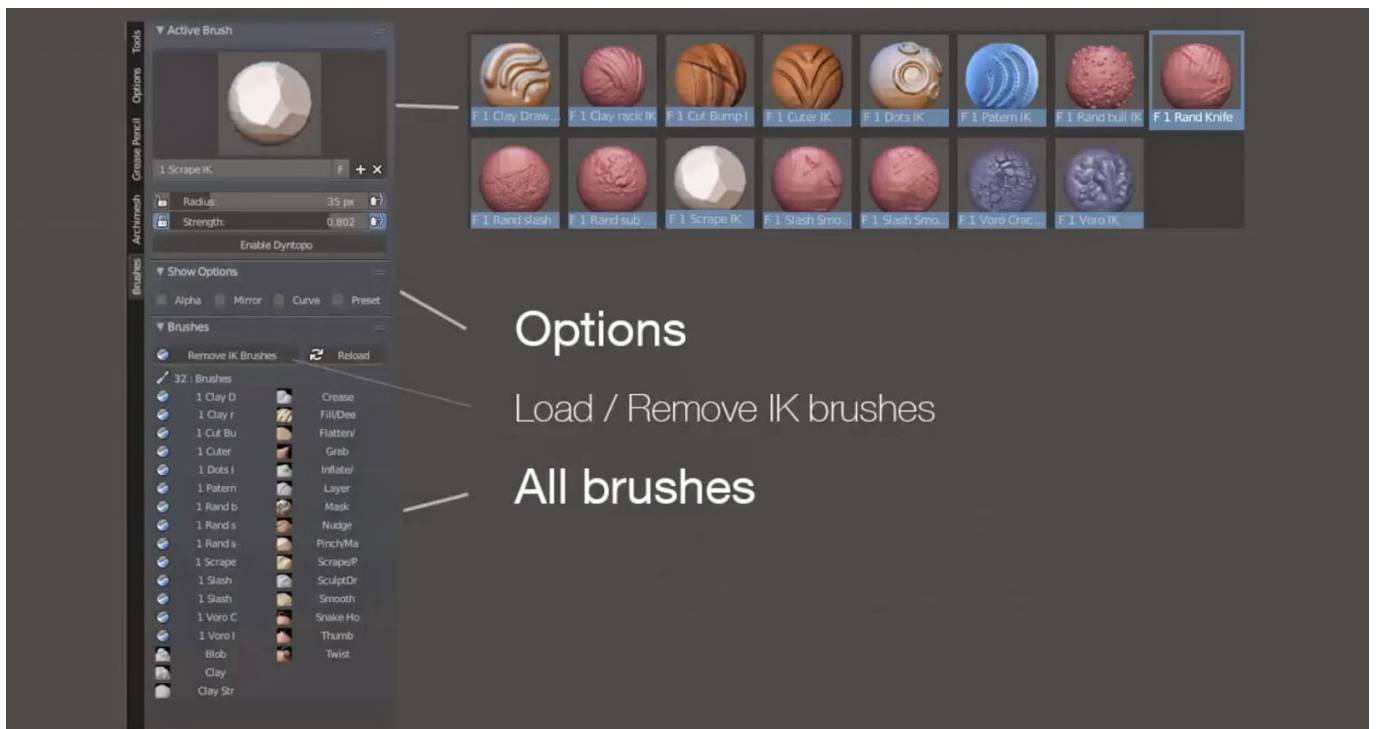 Tools
Options
Grease Pencil
Archimesh
Brushes
▼ Active Brush
1 Scrape IK F + ×
Radius: 35 px
Strength: 0.802
Enable Dyntopo
▼ Show Options
Alpha Mirror Curve Preset
▼ Brushes
Remove IK Brushes Reload
32 : Brushes
1 Clay D Crease
1 Clay r Fill/Dee
1 Cut Bu Flatten/
1 Cuter Grab
1 Dots I Inflate/
1 Patern Layer
1 Rand b Mask
1 Rand s Nudge
1 Rand s Pinch/Ma
1 Scrape Scrape/P
1 Slash SculptDr
1 Slash Smooth
1 Voro C Snake Ho
1 Voro I Thumb
Blob Twist
Clay
Clay Str
F 1 Clay Draw... F 1 Clay rack IK F 1 Cut Bump I F 1 Cuter IK F 1 Dots IK F 1 Patern IK F 1 Rand bull IK F 1 Rand Knife
F 1 Rand slash F 1 Rand sub ... F 1 Scrape IK F 1 Slash Smo... F 1 Slash Smo... F 1 Voro Crac... F 1 Voro IK
Options
Load / Remove IK brushes
All brushes